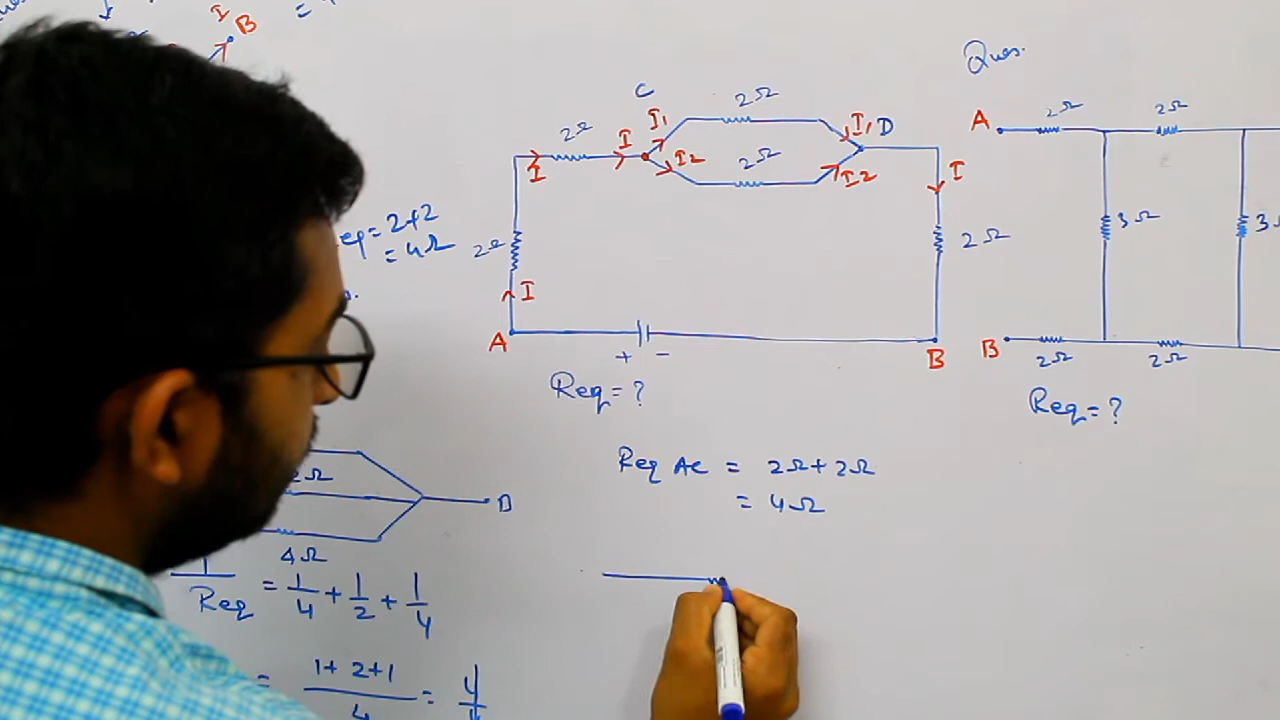 I
B
=
Ques.
C
2Ω
I₁
I₁ D
2Ω
I
I
I₂
2Ω
I₂
I
2Ω
2Ω
I
A
+ -
B
Req = ?
Req AC = 2Ω + 2Ω
= 4Ω
A
2Ω
2Ω
3Ω
3Ω
B
2Ω
2Ω
Req = ?
eq = 2+2
= 4Ω
2Ω
D
4Ω
1/Req = 1/4 + 1/2 + 1/4
= 1+2+1/4 = 4/4